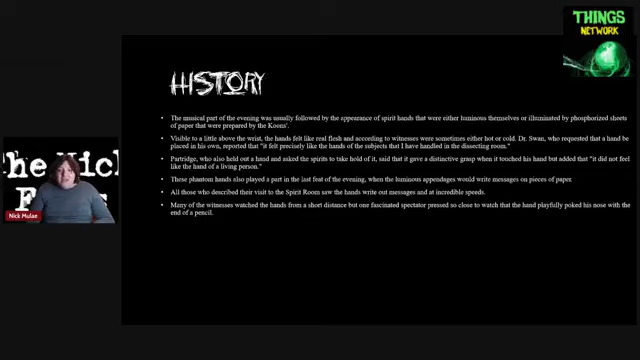 THINGS
NETWORK
HISTORY
• The musical part of the evening was usually followed by the appearance of spirit hands that were either luminous themselves or illuminated by phosphorized sheets
of paper that were prepared by the Koons'.
• Visible to a little above the wrist, the hands felt like real flesh and according to witnesses were sometimes either hot or cold. Dr. Swan, who requested that a hand be
placed in his own, reported that "it felt precisely like the hands of the subjects that I have handled in the dissecting room."
• Partridge, who also held out a hand and asked the spirits to take hold of it, said that it gave a distinctive grasp when it touched his hand but added that "it did not feel
like the hand of a living person."
• These phantom hands also played a part in the last feat of the evening, when the luminous appendages would write messages on pieces of paper.
• All those who described their visit to the Spirit Room saw the hands write out messages and at incredible speeds.
• Many of the witnesses watched the hands from a short distance but one fascinated spectator pressed so close to watch that the hand playfully poked his nose with the
end of a pencil.
The Nick
Nick Mulae